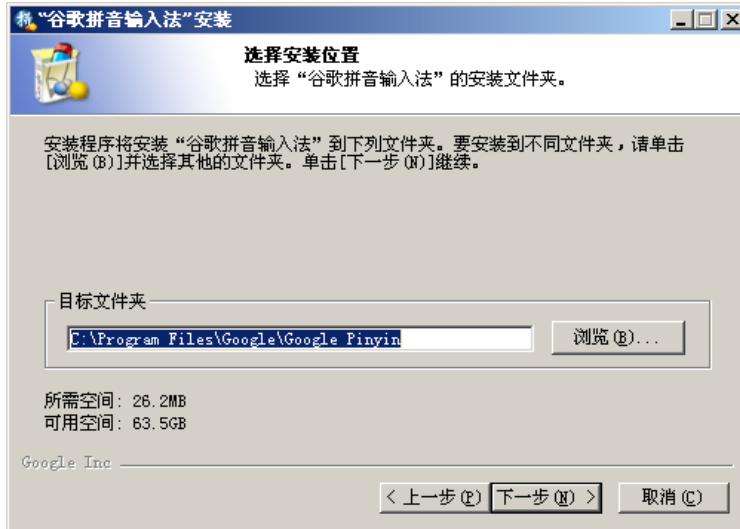 “谷歌拼音输入法”安装
选择安装位置
选择“谷歌拼音输入法”的安装文件夹。
安装程序将安装“谷歌拼音输入法”到下列文件夹。要安装到不同文件夹，请单击
[浏览(B)]并选择其他的文件夹。单击[下一步(N)]继续。
目标文件夹
C:\Program Files\Google\Google Pinyin
浏览(B)...
所需空间: 26.2MB
可用空间: 63.5GB
Google Inc
< 上一步(P) 下一步(N) > 取消(C)